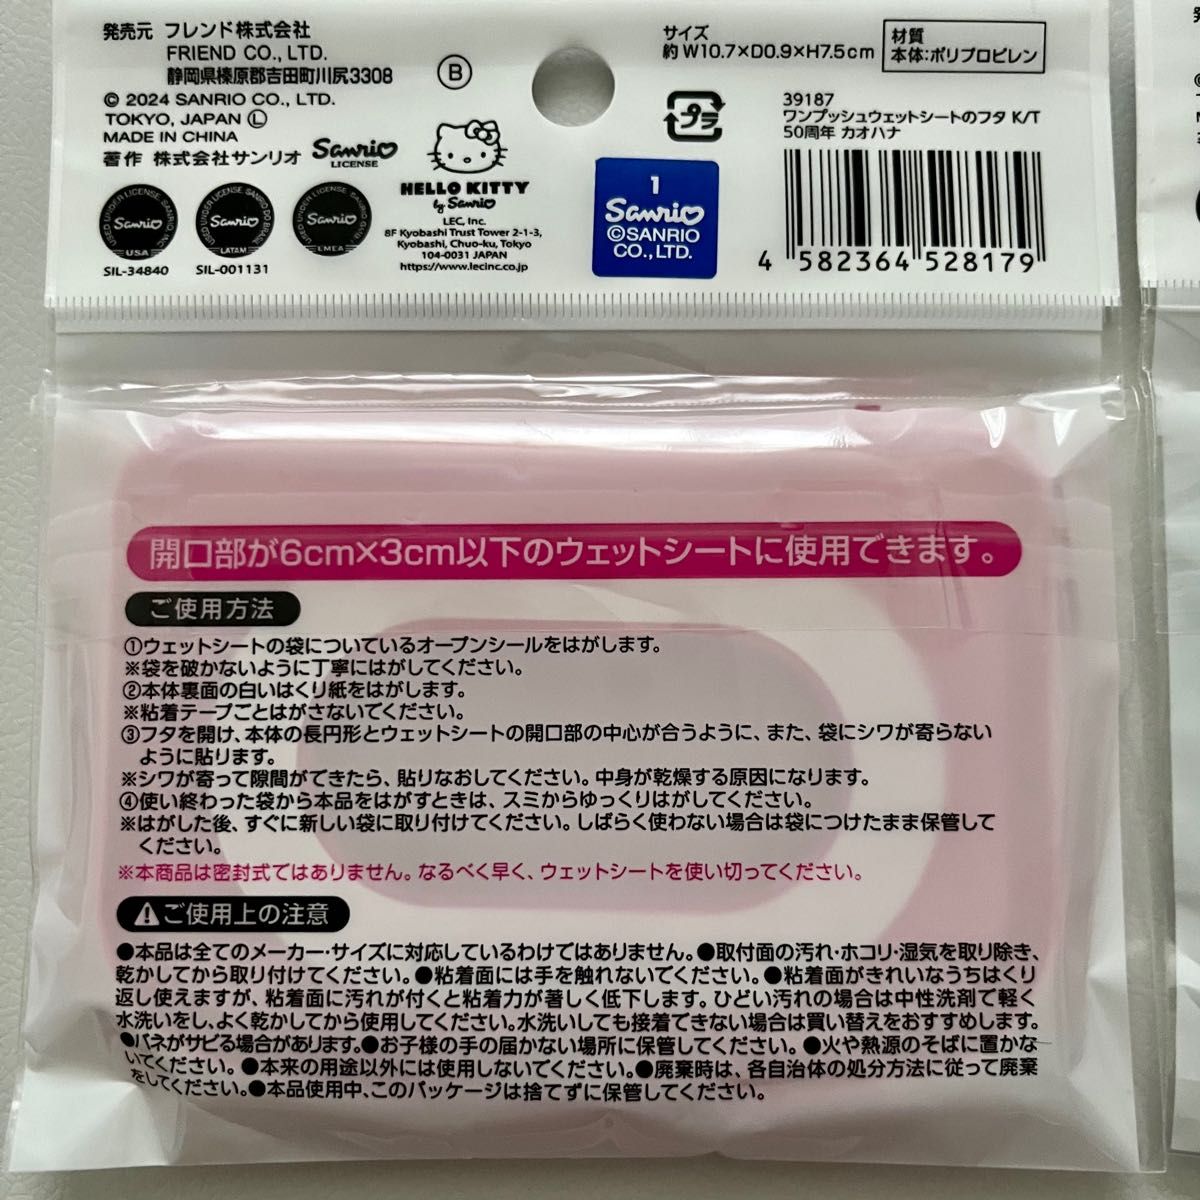 発売元 フレンド株式会社
FRIEND CO., LTD.
静岡県榛原郡吉田町川尻3308
© 2024 SANRIO CO., LTD.
TOKYO, JAPAN Ⓛ
MADE IN CHINA
著作 株式会社サンリオ
Sanrio
LICENSE
Ⓑ
USED UNDER LICENSE SANRIO INC
Sanrio
USA
SIL-34840
Sanrio
LATAM
SIL-001131
Sanrio
EMEA
HELLO KITTY
by Sanrio
LEC, Inc.
8F Kyobashi Trust Tower 2-1-3,
Kyobashi, Chuo-ku, Tokyo
104-0031 JAPAN
https://www.lecinc.co.jp
サイズ
約 W10.7×D0.9×H7.5cm
材質
本体:ポリプロピレン
プラ
39187
ワンプッシュウェットシートのフタ K/T
50周年 カオハナ
1
Sanrio
©SANRIO
CO.,LTD.
4 582364 528179
開口部が6cm×3cm以下のウェットシートに使用できます。
ご使用方法
①ウェットシートの袋についているオープンシールをはがします。
※袋を破かないように丁寧にはがしてください。
②本体裏面の白いはくり紙をはがします。
※粘着テープごとはがさないでください。
③フタを開け、本体の長円形とウェットシートの開口部の中心が合うように、また、袋にシワが寄らない
ように貼ります。
※シワが寄って隙間ができたら、貼りなおしてください。中身が乾燥する原因になります。
④使い終わった袋から本品をはがすときは、スミからゆっくりはがしてください。
※はがした後、すぐに新しい袋に取り付けてください。しばらく使わない場合は袋につけたまま保管して
ください。
※本商品は密封式ではありません。なるべく早く、ウェットシートを使い切ってください。
⚠ご使用上の注意
●本品は全てのメーカー・サイズに対応しているわけではありません。●取付面の汚れ・ホコリ・湿気を取り除き、
乾かしてから取り付けてください。●粘着面には手を触れないでください。●粘着面がきれいなうちはくり
返し使えますが、粘着面に汚れが付くと粘着力が著しく低下します。ひどい汚れの場合は中性洗剤で軽く
水洗いをし、よく乾かしてから使用してください。水洗いしても接着できない場合は買い替えをおすすめします。
●バネがサビる場合があります。●お子様の手の届かない場所に保管してください。●火や熱源のそばに置かな
いでください。●本来の用途以外には使用しないでください。●廃棄時は、各自治体の処分方法に従って廃棄
をしてください。●本品使用中、このパッケージは捨てずに保管してください。